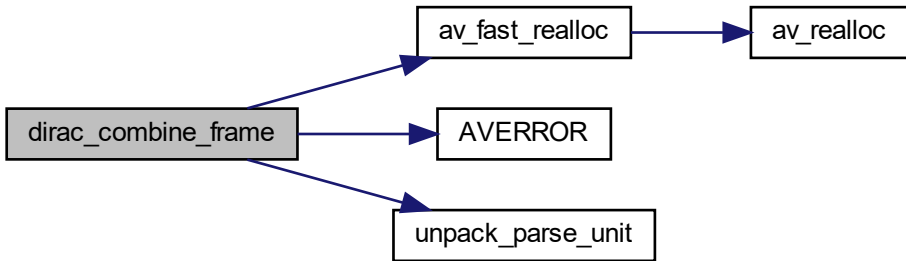 av_fast_realloc
av_realloc
dirac_combine_frame
AVERROR
unpack_parse_unit